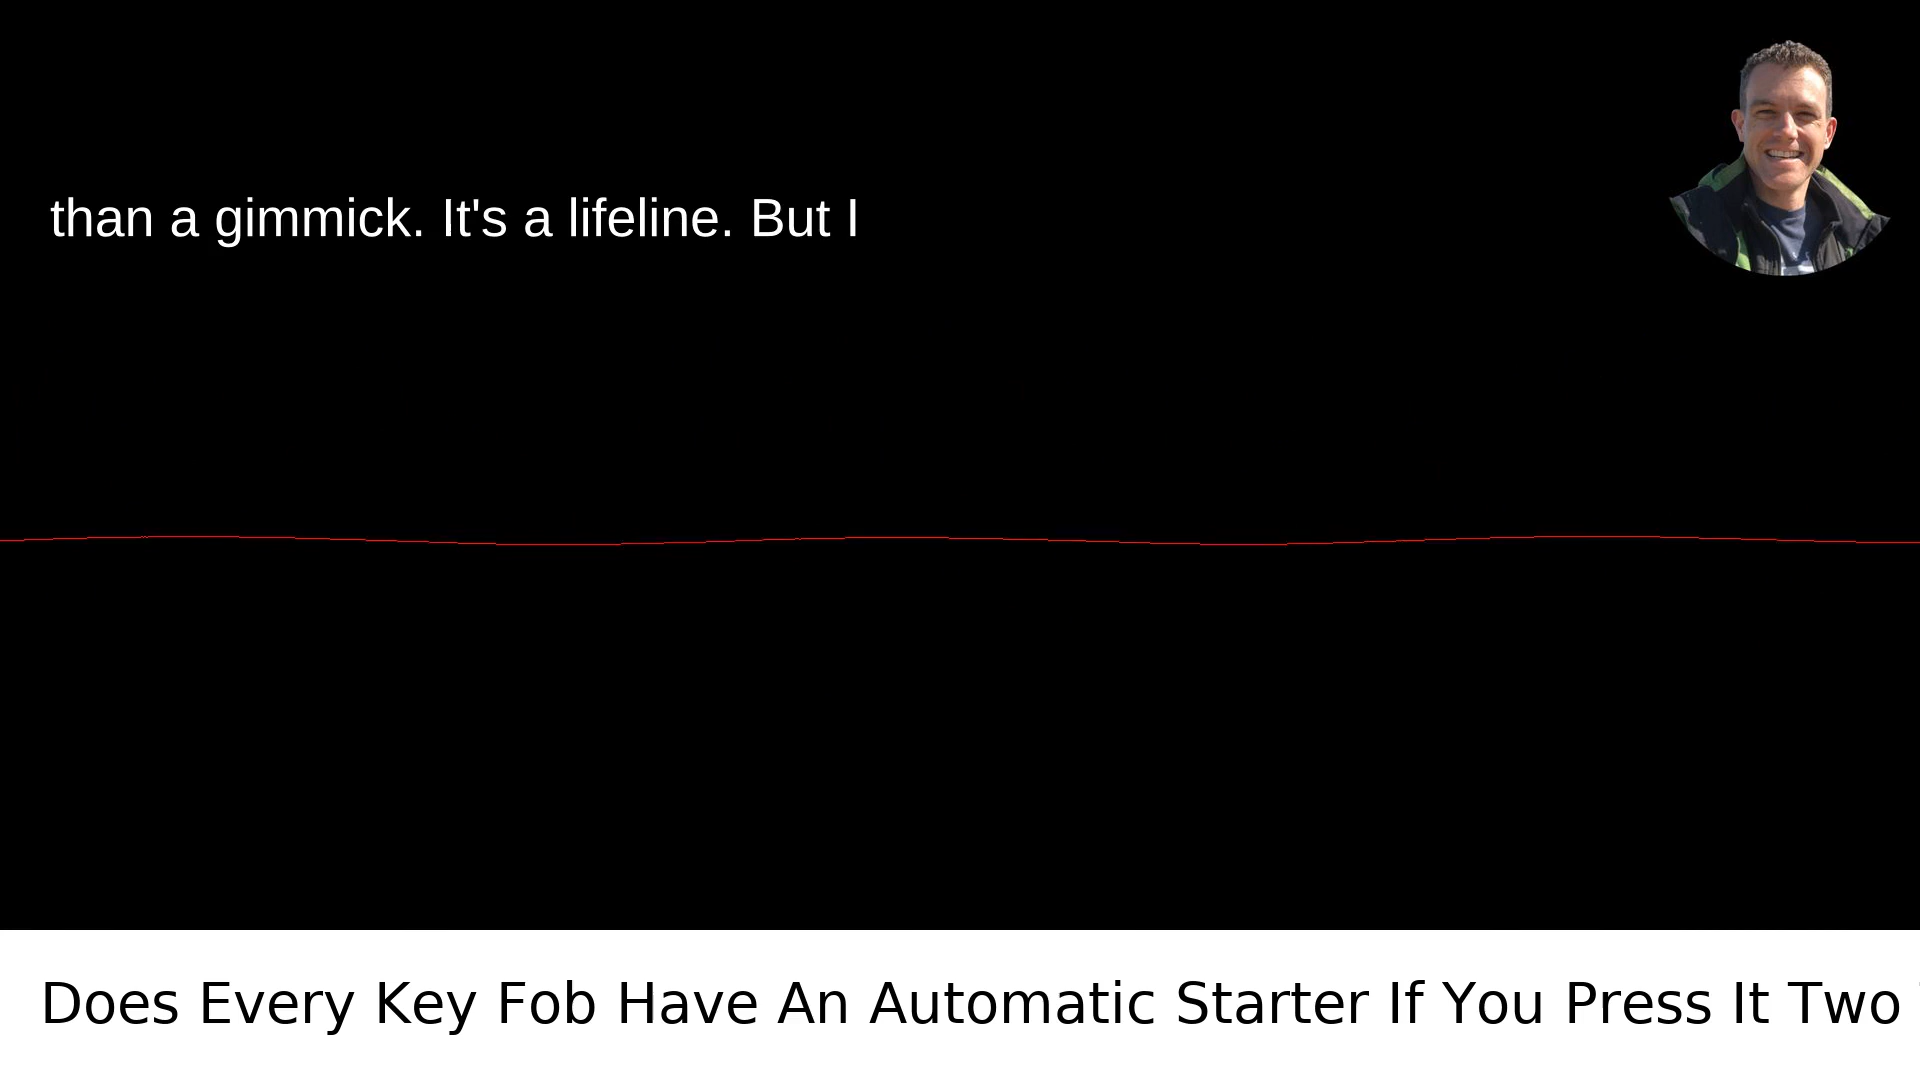 than a gimmick. It's a lifeline. But I
Does Every Key Fob Have An Automatic Starter If You Press It Two